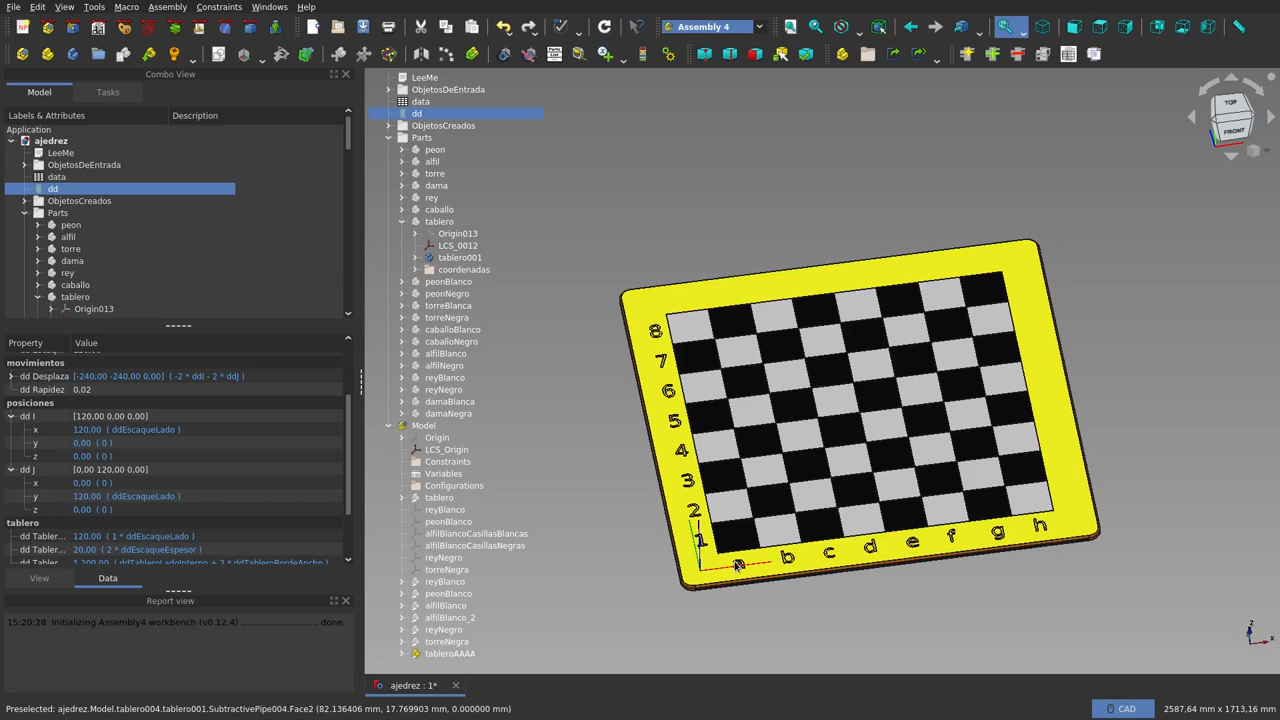 File Edit View Tools Macro Assembly Constraints Windows Help
Assembly 4
Combo View
Model Tasks
Labels & Attributes Description
Application
ajedrez
LeeMe
ObjetosDeEntrada
data
dd
ObjetosCreados
Parts
peon
alfil
torre
dama
rey
caballo
tablero
Origin013
Property Value
movimientos
dd Desplaza [-240,00 -240,00 0,00] ( -2 * ddI - 2 * ddJ )
dd Rapidez 0.02
posiciones
dd I [120,00 0,00 0,00]
x 120,00 ( ddEscaqueLado )
y 0,00 ( 0 )
z 0,00 ( 0 )
dd J [0,00 120,00 0,00]
x 0,00 ( 0 )
y 120,00 ( ddEscaqueLado )
z 0,00 ( 0 )
tablero
dd Tabler... 120,00 ( 1 * ddEscaqueLado )
dd Tabler... 20,00 ( 2 * ddEscaqueEspesor )
dd Tabler... 1.200,00 ( ddTableroLadoInterno + 2 * ddTableroBordeAncho )
View Data
Report view
15:20:28 Initializing Assembly4 workbench (v0.12.4) ......................... done.
LeeMe
ObjetosDeEntrada
data
dd
ObjetosCreados
Parts
peon
alfil
torre
dama
rey
caballo
tablero
Origin013
LCS_0012
tablero001
coordenadas
peonBlanco
peonNegro
torreBlanca
torreNegra
caballoBlanco
caballoNegro
alfilBlanco
alfilNegro
reyBlanco
reyNegro
damaBlanca
damaNegra
Model
Origin
LCS_Origin
Constraints
Variables
Configurations
tablero
reyBlanco
peonBlanco
alfilBlancoCasillasBlancas
alfilBlancoCasillasNegras
reyNegro
torreNegra
reyBlanco
peonBlanco
alfilBlanco
alfilBlanco_2
reyNegro
torreNegra
tableroAAAA
TOP
FRONT
8
7
6
5
4
3
2
1
a b c d e f g h
z
x
ajedrez : 1*
Preselected: ajedrez.Model.tablero004.tablero001.SubtractivePipe004.Face2 (82.136406 mm, 17.769903 mm, 0.000000 mm)
CAD
2587,64 mm x 1713,16 mm